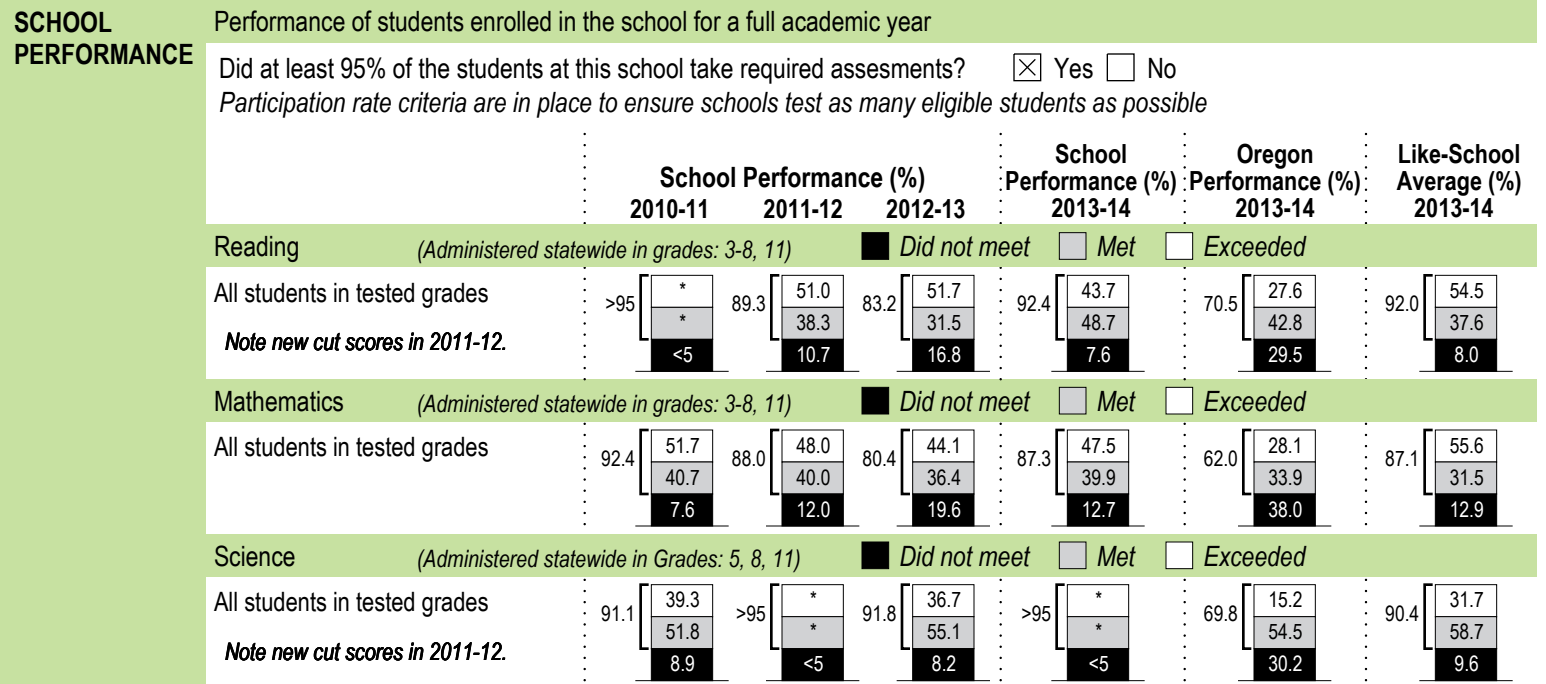 SCHOOL PERFORMANCE
Performance of students enrolled in the school for a full academic year
Did at least 95% of the students at this school take required assesments? ☒ Yes ☐ No
Participation rate criteria are in place to ensure schools test as many eligible students as possible
School Performance (%)
2010-11 2011-12 2012-13
School Performance (%) 2013-14
Oregon Performance (%) 2013-14
Like-School Average (%) 2013-14
Reading (Administered statewide in grades: 3-8, 11) Did not meet Met Exceeded
All students in tested grades
Note new cut scores in 2011-12.
>95 * 89.3 51.0 83.2 51.7 92.4 43.7 70.5 27.6 92.0 54.5
* 38.3 31.5 48.7 42.8 37.6
<5 10.7 16.8 7.6 29.5 8.0
Mathematics (Administered statewide in grades: 3-8, 11) Did not meet Met Exceeded
All students in tested grades
92.4 51.7 88.0 48.0 80.4 44.1 87.3 47.5 62.0 28.1 87.1 55.6
40.7 40.0 36.4 39.9 33.9 31.5
7.6 12.0 19.6 12.7 38.0 12.9
Science (Administered statewide in Grades: 5, 8, 11) Did not meet Met Exceeded
All students in tested grades
Note new cut scores in 2011-12.
91.1 39.3 >95 * 91.8 36.7 >95 * 69.8 15.2 90.4 31.7
51.8 * 55.1 * 54.5 58.7
8.9 <5 8.2 <5 30.2 9.6